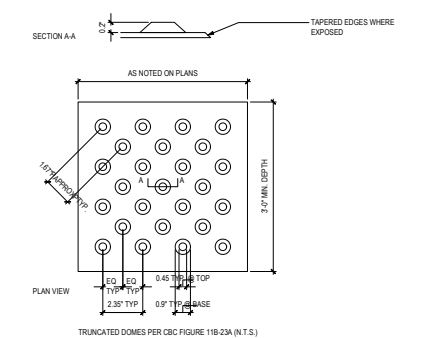 0.2"
SECTION A-A
TAPERED EDGES WHERE
EXPOSED
AS NOTED ON PLANS
1.67" APPROX TYP.
A
A
3'-0" MIN. DEPTH
EQ
TYP
EQ
TYP
0.45 TYP. @ TOP
PLAN VIEW
2.35" TYP
0.9" TYP @ BASE
TRUNCATED DOMES PER CBC FIGURE 11B-23A (N.T.S.)